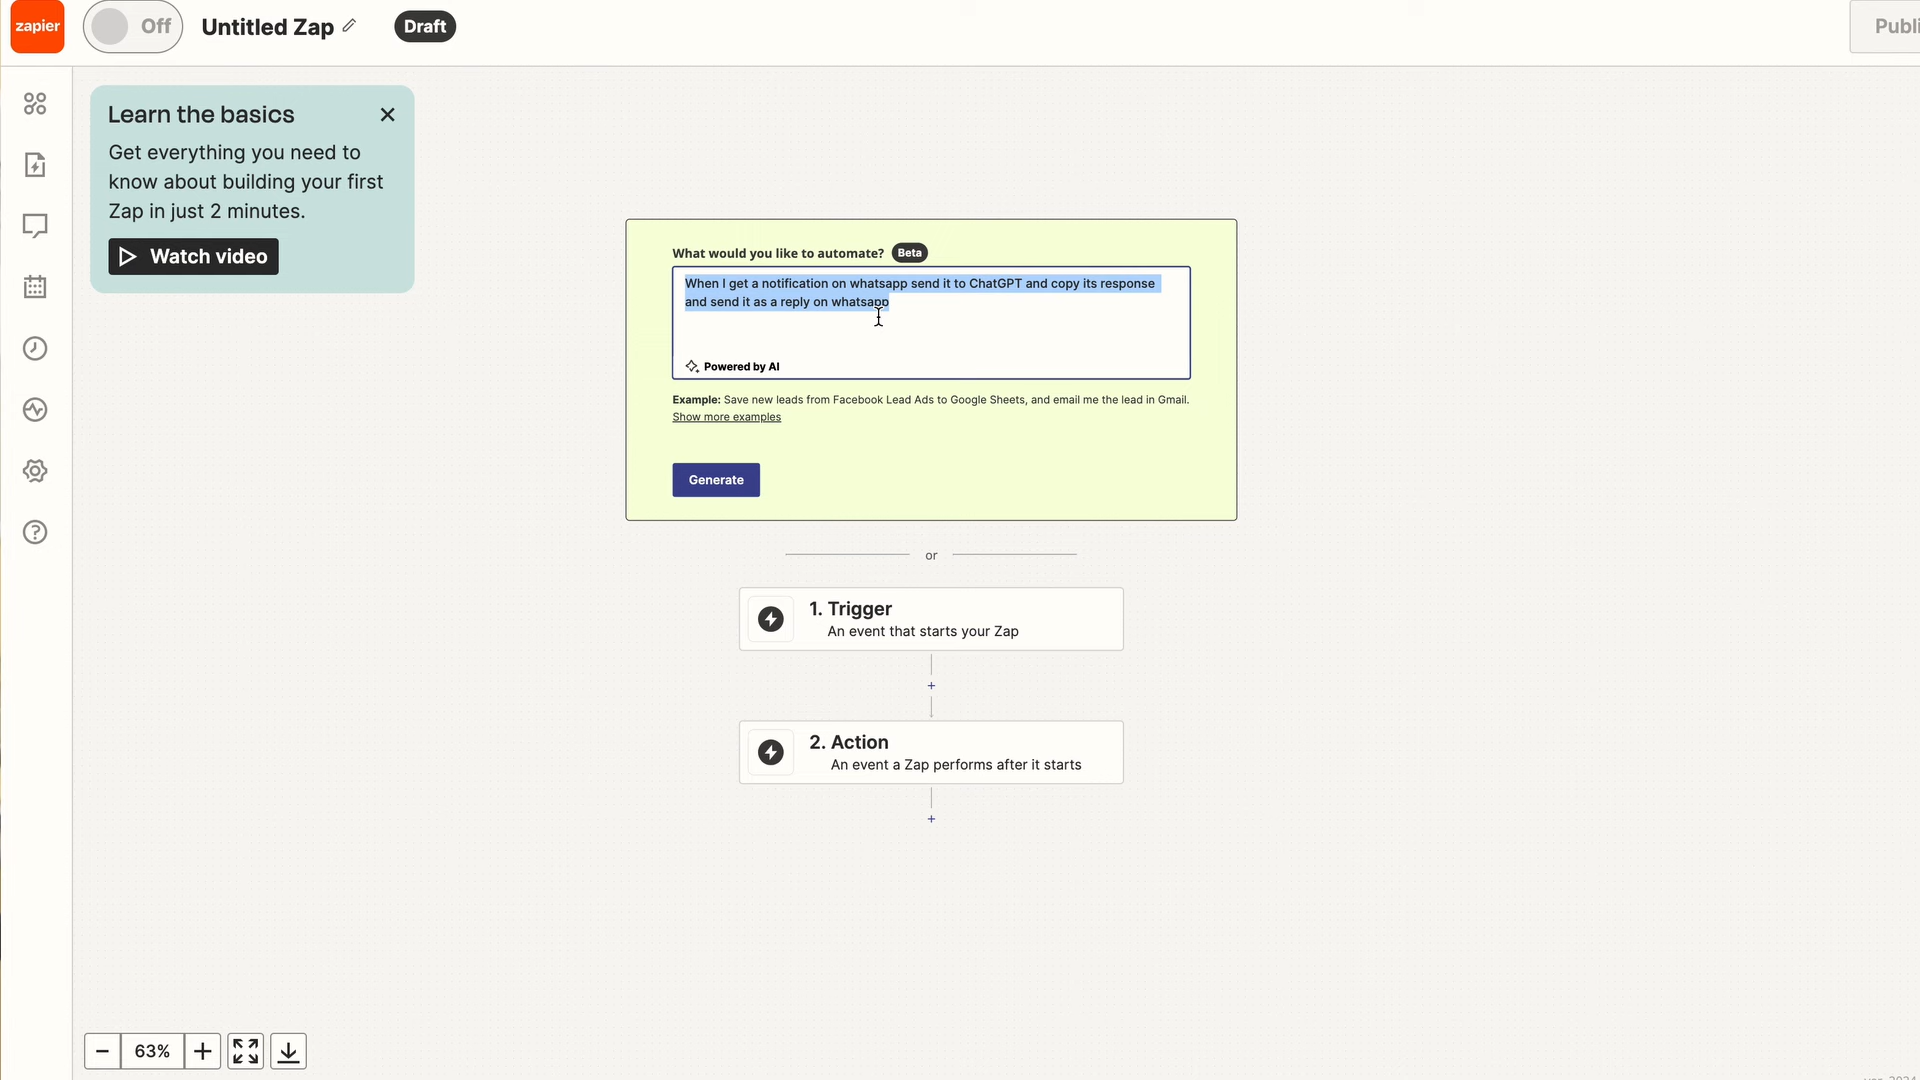 zapier
Off
Untitled Zap
Draft
Publi
Learn the basics
Get everything you need to
know about building your first
Zap in just 2 minutes.
Watch video
What would you like to automate? Beta
When I get a notification on whatsapp send it to ChatGPT and copy its response
and send it as a reply on whatsapp
Powered by AI
Example: Save new leads from Facebook Lead Ads to Google Sheets, and email me the lead in Gmail.
Show more examples
Generate
or
1. Trigger
An event that starts your Zap
+
2. Action
An event a Zap performs after it starts
+
− 63% +